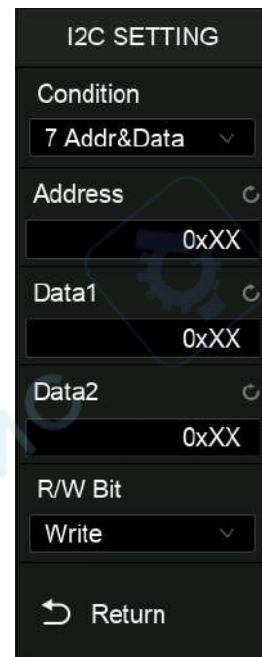 I2C SETTING
Condition
7 Addr&Data
Address
0xXX
Data1
0xXX
Data2
0xXX
R/W Bit
Write
Return